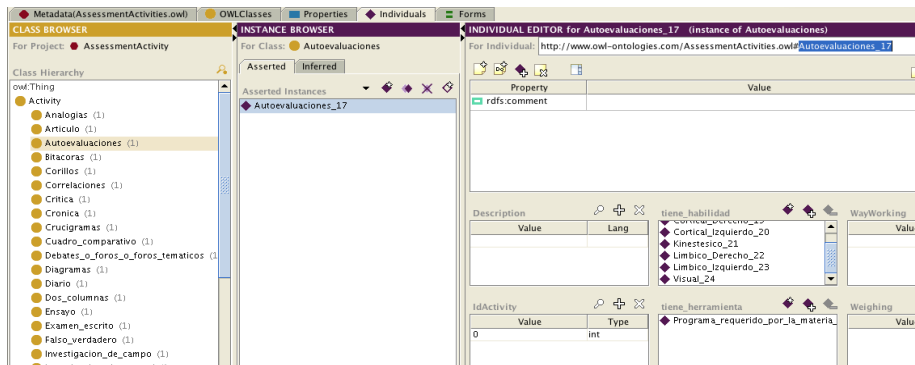 Metadata(AssessmentActivities.owl) OWLClasses Properties Individuals Forms
CLASS BROWSER
For Project: AssessmentActivity
Class Hierarchy
owl:Thing
Activity
Analogias (1)
Articulo (1)
Autoevaluaciones (1)
Bitacoras (1)
Corillos (1)
Correlaciones (1)
Critica (1)
Cronica (1)
Crucigramas (1)
Cuadro_comparativo (1)
Debates_o_foros_o_foros_tematicos (1
Diagramas (1)
Diario (1)
Dos_columnas (1)
Ensayo (1)
Examen_escrito (1)
Falso_verdadero (1)
Investigacion_de_campo (1)
INSTANCE BROWSER
For Class: Autoevaluaciones
Asserted Inferred
Asserted Instances
Autoevaluaciones_17
INDIVIDUAL EDITOR for Autoevaluaciones_17 (instance of Autoevaluaciones)
For Individual: http://www.owl-ontologies.com/AssessmentActivities.owl#Autoevaluaciones_17
Property Value
rdfs:comment
Description
Value Lang
tiene_habilidad
Cortical_Derecho_19
Cortical_Izquierdo_20
Kinestesico_21
Limbico_Derecho_22
Limbico_Izquierdo_23
Visual_24
WayWorking
Valu
IdActivity
Value Type
0 int
tiene_herramienta
Programa_requerido_por_la_materia_
Weighing
Valu